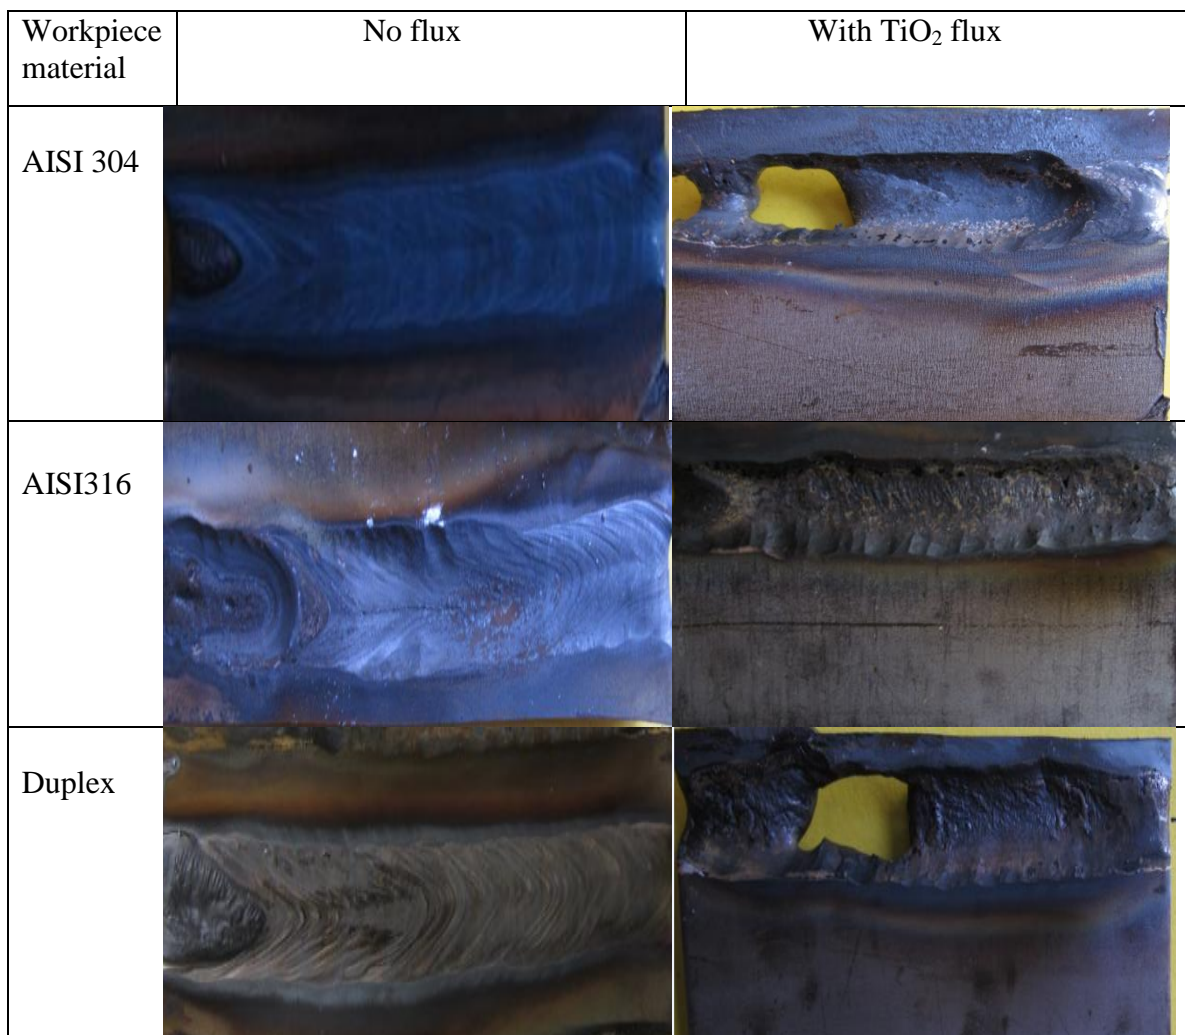 Workpiece
material
No flux
With TiO₂ flux
AISI 304
AISI316
Duplex